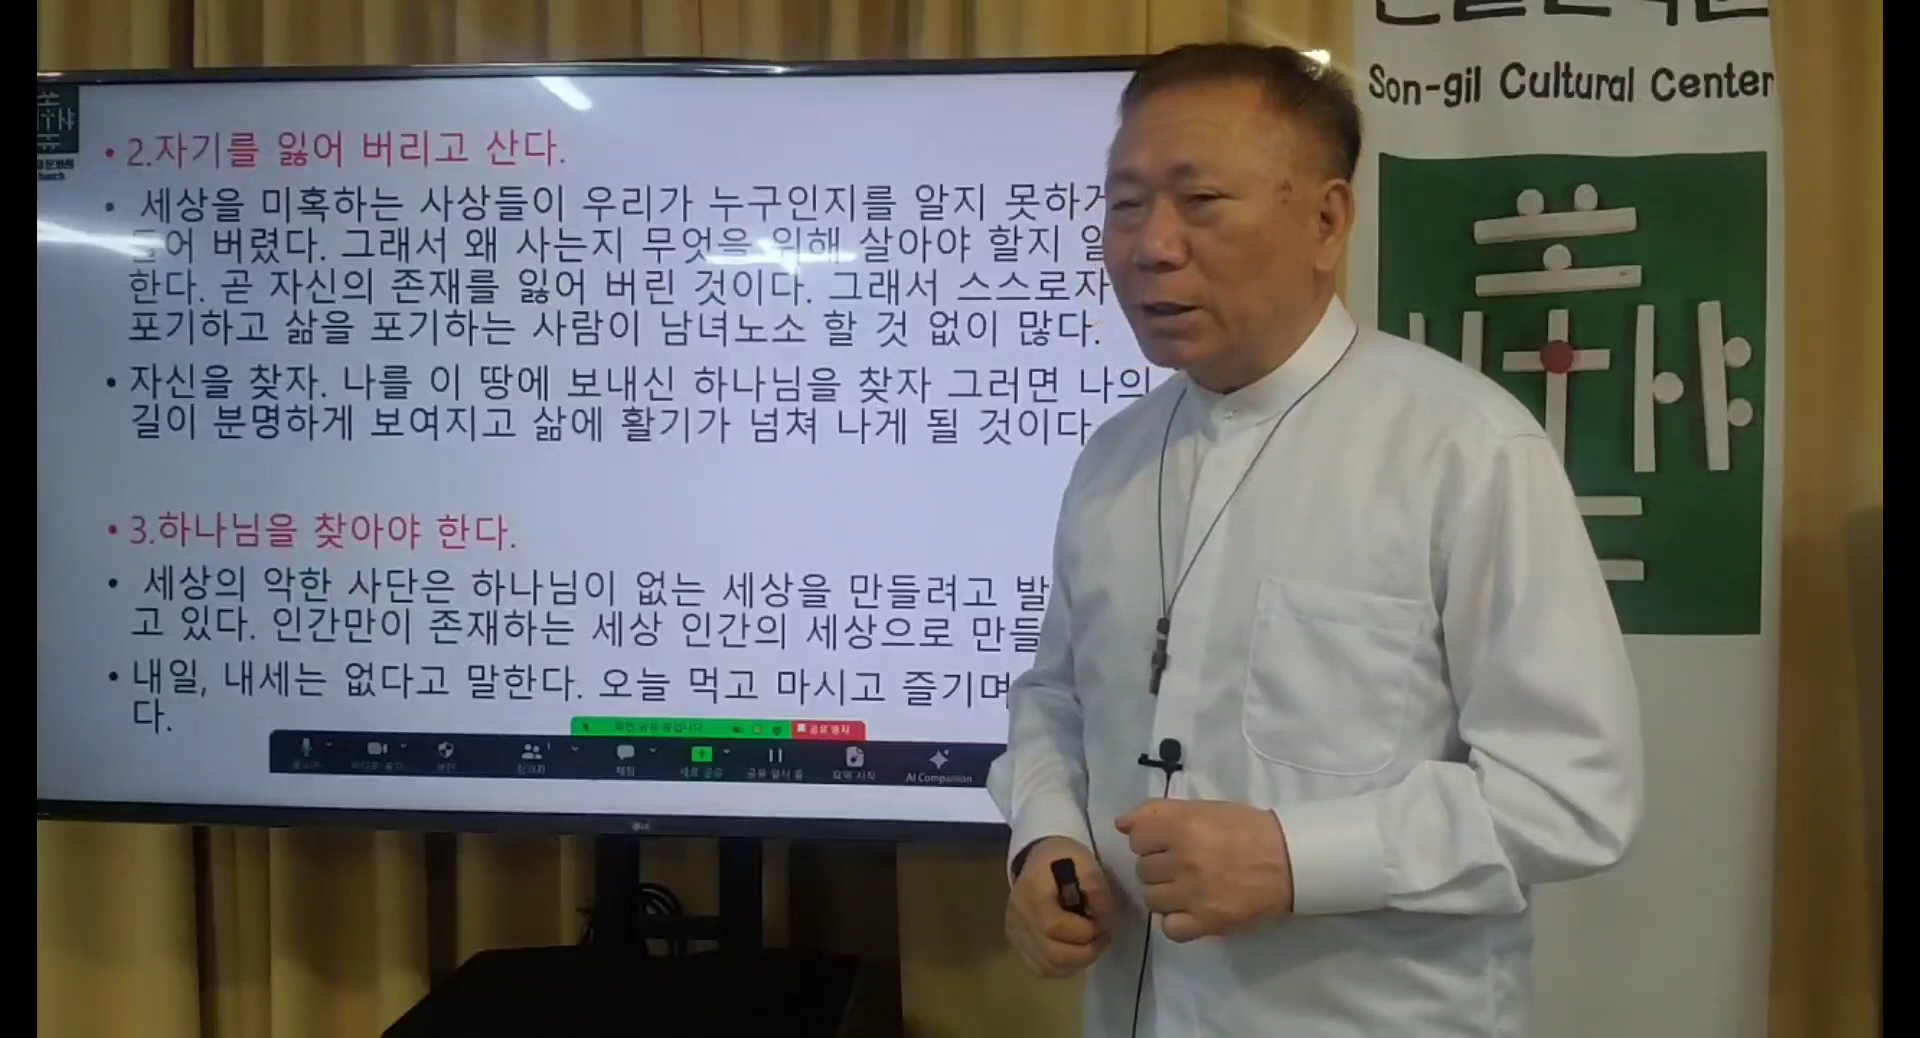 Son-gil Cultural Center
• 2.자기를 잃어 버리고 산다.
• 세상을 미혹하는 사상들이 우리가 누구인지를 알지 못하게
버렸다. 그래서 왜 사는지 무엇을 위해 살아야 할지
한다. 곧 자신의 존재를 잃어 버린 것이다. 그래서
포기하고 삶을 포기하는 사람이 남녀노소 할 것 없이 많다.
• 자신을 찾자. 나를 이 땅에 보내신 하나님을 찾자 그러면 나의
길이 분명하게 보여지고 삶에 활기가 넘쳐 나게 될 것이다
• 3.하나님을 찾아야 한다.
• 세상의 악한 사단은 하나님이 없는 세상을 만들려고 발
고 있다. 인간만이 존재하는 세상 인간의 세상으로 만들
• 내일, 내세는 없다고 말한다. 오늘 먹고 마시고 즐기며
다.
공유 중지
참가자 채팅 새로 공유 AI Companion